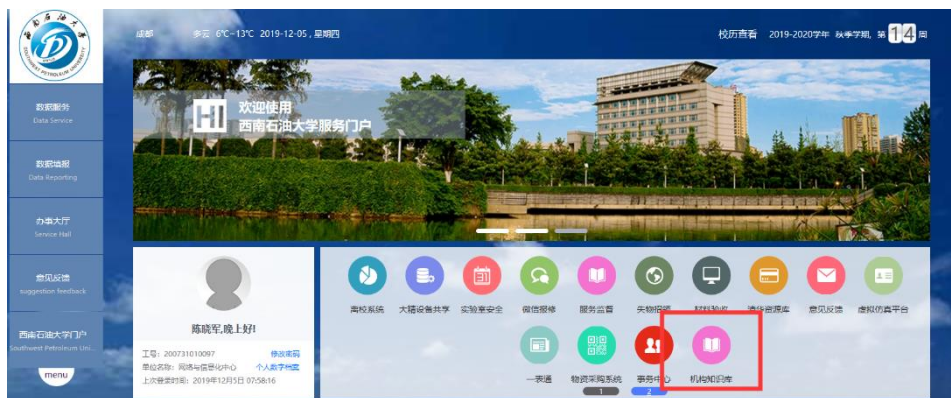 成都 多云 6℃~13℃ 2019-12-05 , 星期四
校历查看 2019-2020学年 秋季学期, 第 14 周
SOUTHWEST PETROLEUM UNIVERSITY
数据服务
Data Service
数据填报
Data Reporting
办事大厅
Service Hall
意见反馈
suggestion feedback
西南石油大学门户
Southwest Petroleum Uni...
menu
HI 欢迎使用
西南石油大学服务门户
陈晓军,晚上好!
工号: 200731010097 修改密码
单位名称: 网络与信息化中心 个人数字档案
上次登录时间: 2019年12月5日 07:58:16
离校系统 大精设备共享 实验室安全 微信报修 服务监督 失物招领 材料验收 意见反馈 虚拟仿真平台
一表通 物资采购系统 事务中心 机构知识库
1 2